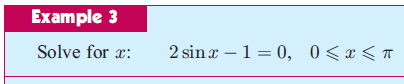 Example 3
Solve for x: 2 sin x − 1 = 0, 0 ⩽ x ⩽ π